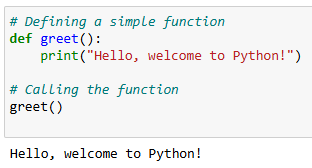 # Defining a simple function
def greet():
    print("Hello, welcome to Python!")
# Calling the function
greet()
Hello, welcome to Python!